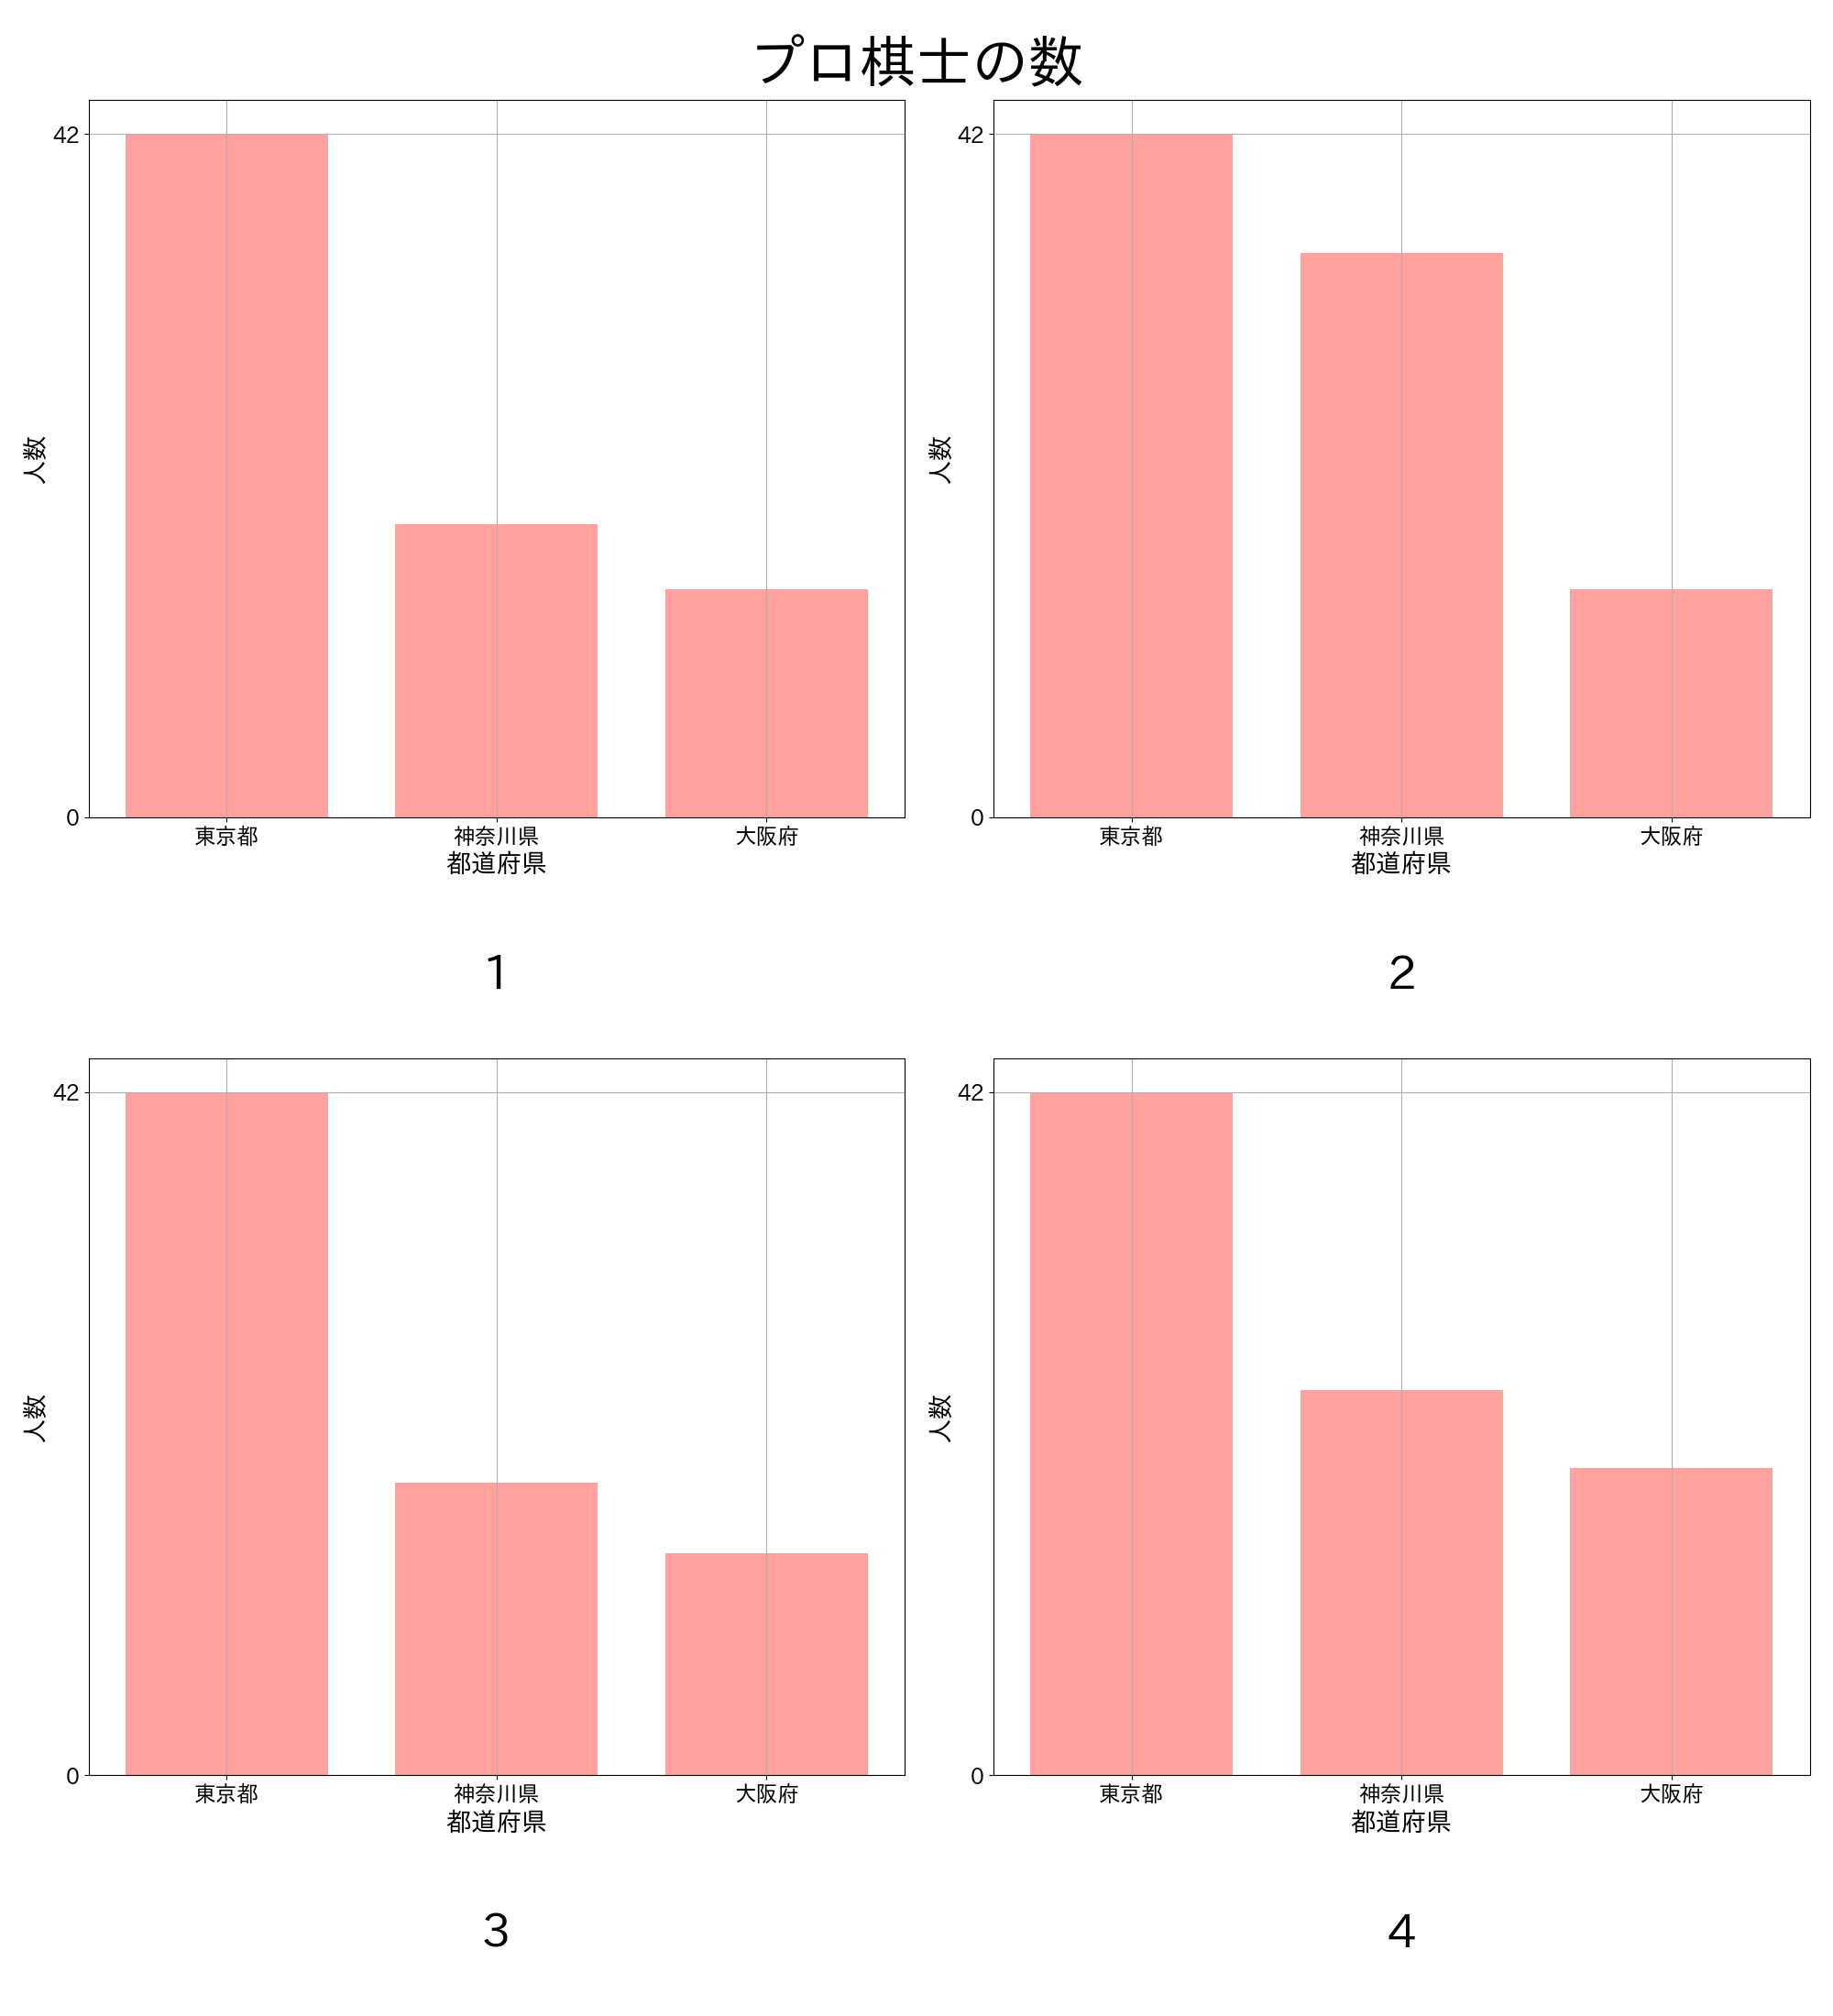 プロ棋士の数
42
0
人数
東京都 神奈川県 大阪府
都道府県
1
42
0
人数
東京都 神奈川県 大阪府
都道府県
2
42
0
人数
東京都 神奈川県 大阪府
都道府県
3
42
0
人数
東京都 神奈川県 大阪府
都道府県
4